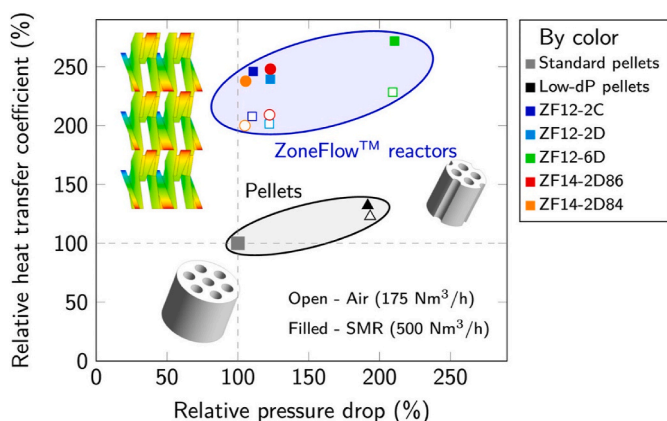 Relative heat transfer coefficient (%)
300
250
200
150
100
50
0
0 50 100 150 200 250
Relative pressure drop (%)
ZoneFlow™ reactors
Pellets
Open - Air (175 Nm³/h)
Filled - SMR (500 Nm³/h)
By color
Standard pellets
Low-dP pellets
ZF12-2C
ZF12-2D
ZF12-6D
ZF14-2D86
ZF14-2D84